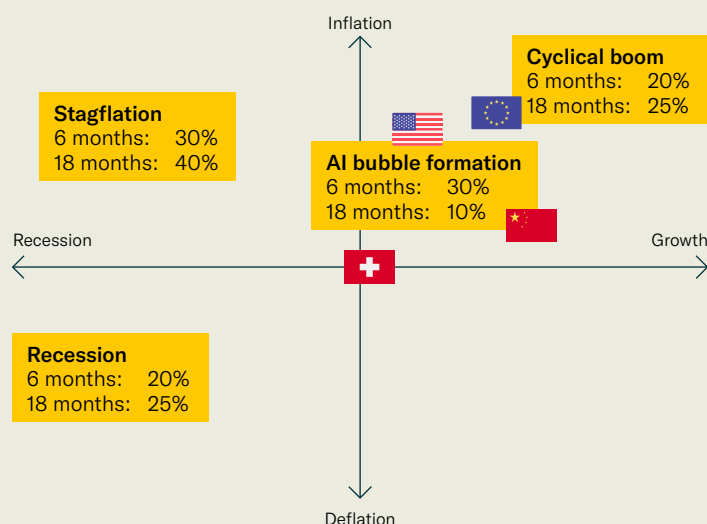 Inflation
Cyclical boom
6 months: 20%
18 months: 25%
Stagflation
6 months: 30%
18 months: 40%
AI bubble formation
6 months: 30%
18 months: 10%
Recession
Growth
Recession
6 months: 20%
18 months: 25%
Deflation